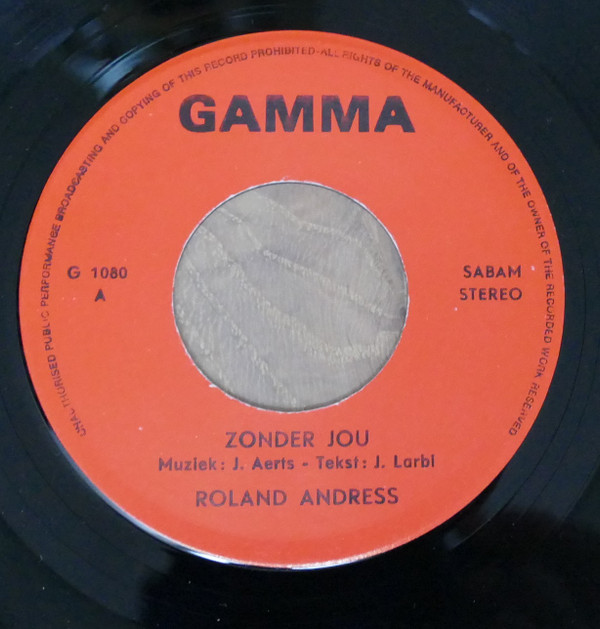 UNAUTHORISED PUBLIC PERFORMANCE BROADCASTING AND COPYING OF THIS RECORD PROHIBITED-ALL RIGHTS OF THE MANUFACTURER AND OF THE OWNER OF THE RECORDED WORK RESERVED
GAMMA
G 1080
A
SABAM
STEREO
ZONDER JOU
Muziek: J. Aerts - Tekst: J. Larbi
ROLAND ANDRESS